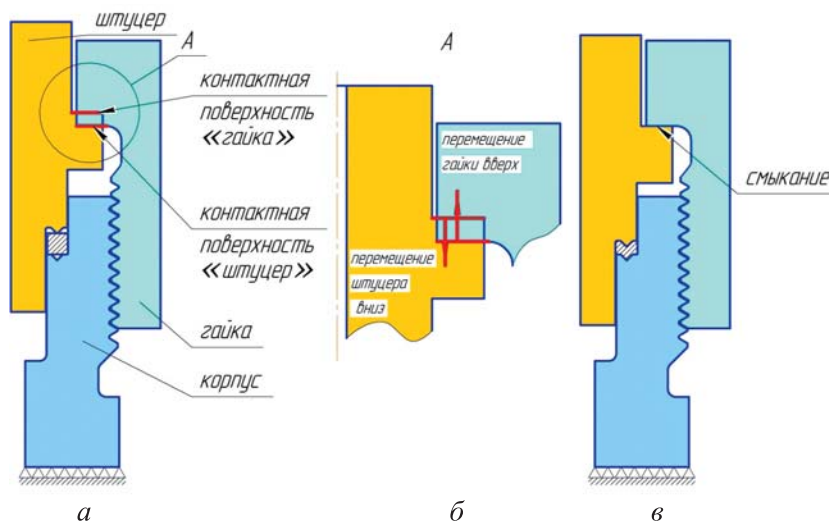 штуцер
А
контактная
поверхность
«гайка»
контактная
поверхность
«штуцер»
гайка
корпус
а
А
перемещение
гайки вверх
перемещение
штуцера
вниз
б
смыкание
в